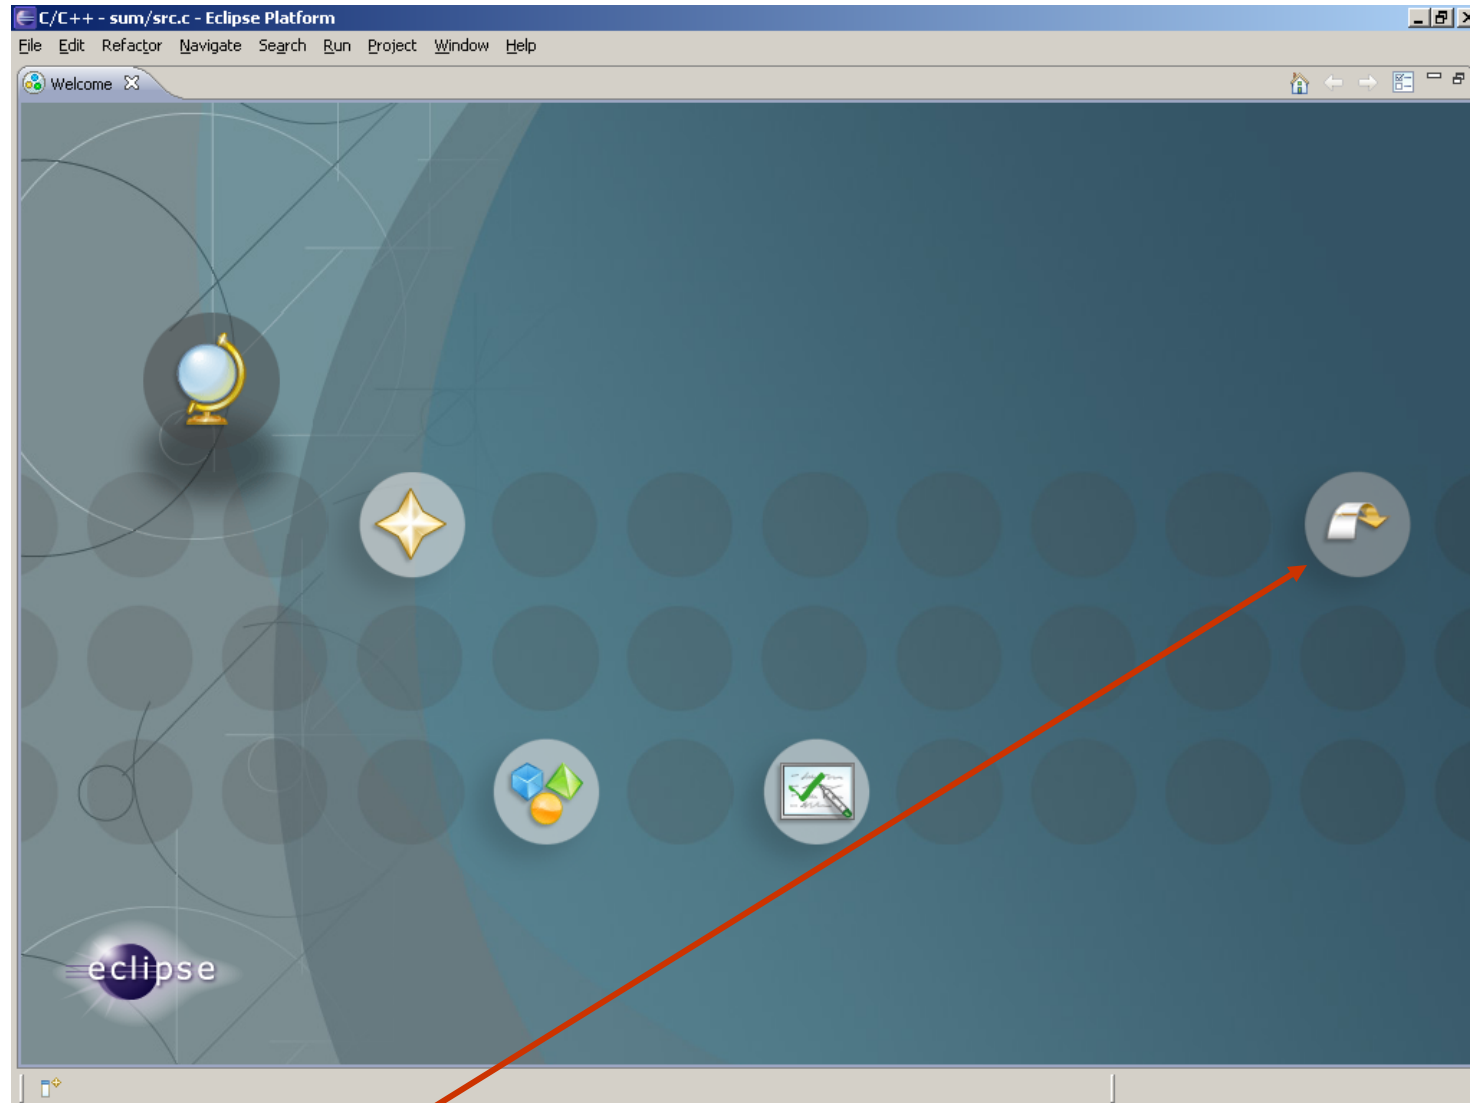 C/C++ - sum/src.c - Eclipse Platform
File Edit Refactor Navigate Search Run Project Window Help
Welcome
eclipse